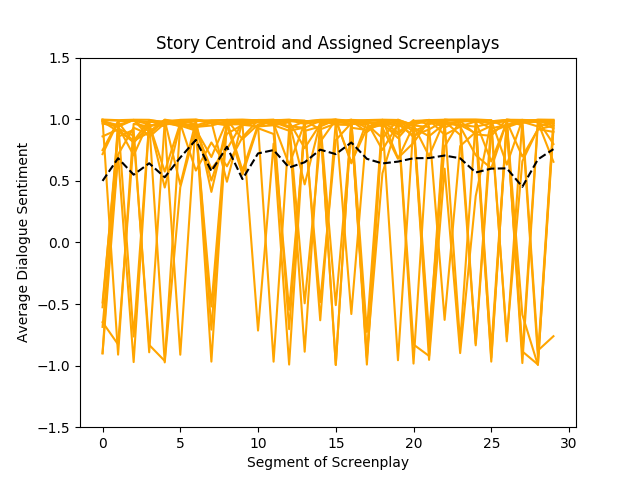 Story Centroid and Assigned Screenplays
1.5
1.0
0.5
0.0
−0.5
−1.0
−1.5
Average Dialogue Sentiment
0 5 10 15 20 25 30
Segment of Screenplay